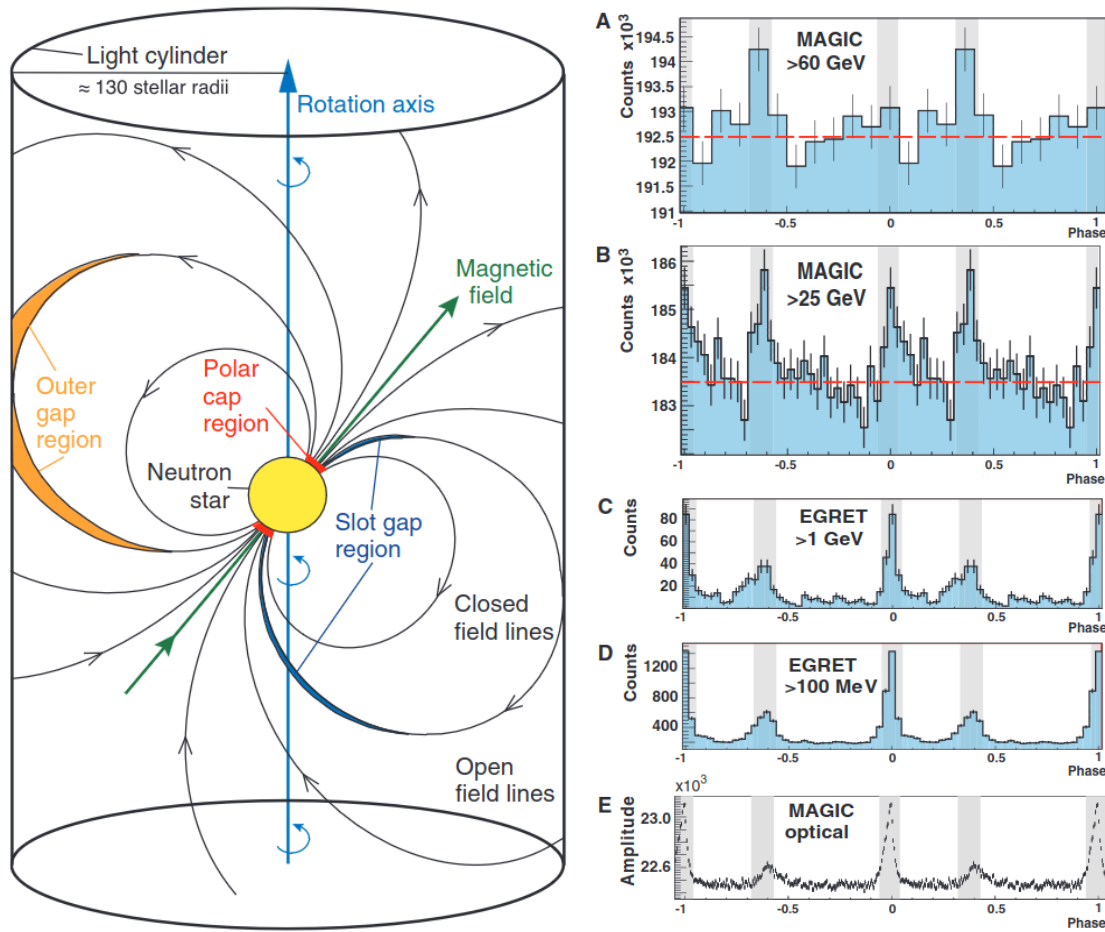 Light cylinder
≈ 130 stellar radii
Rotation axis
Magnetic
field
Polar
cap
region
Outer
gap
region
Neutron
star
Slot gap
region
Closed
field lines
Open
field lines
A
MAGIC
>60 GeV
Counts x10³
194.5
194
193.5
193
192.5
192
191.5
191
-1
-0.5
0
0.5
1
Phase
B
MAGIC
>25 GeV
Counts x10³
186
185
184
183
-1
-0.5
0
0.5
1
Phase
C
EGRET
>1 GeV
Counts
80
60
40
20
-1
-0.5
0
0.5
1
Phase
D
EGRET
>100 MeV
Counts
1200
800
400
-1
-0.5
0
0.5
1
Phase
x10³
E
MAGIC
optical
Amplitude
23.0
22.6
-1
-0.5
0
0.5
1
Phase